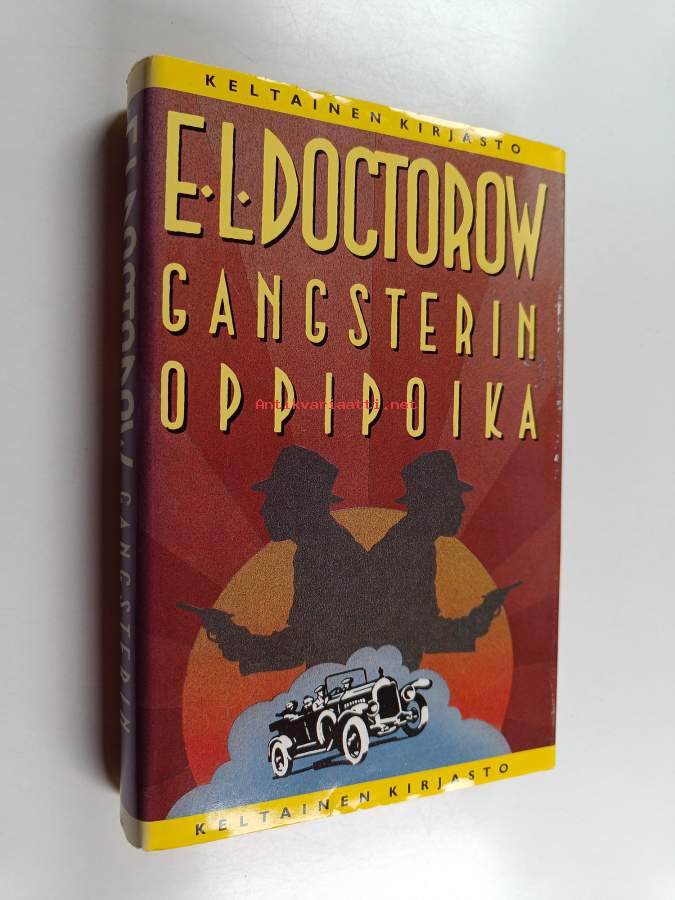 KELTAINEN KIRJASTO
E.L.DOCTOROW
GANGSTERIN
OPPIPOIKA
Antikvariaatti.net
KELTAINEN KIRJASTO
E.L.DOCTOROW GANGSTERIN